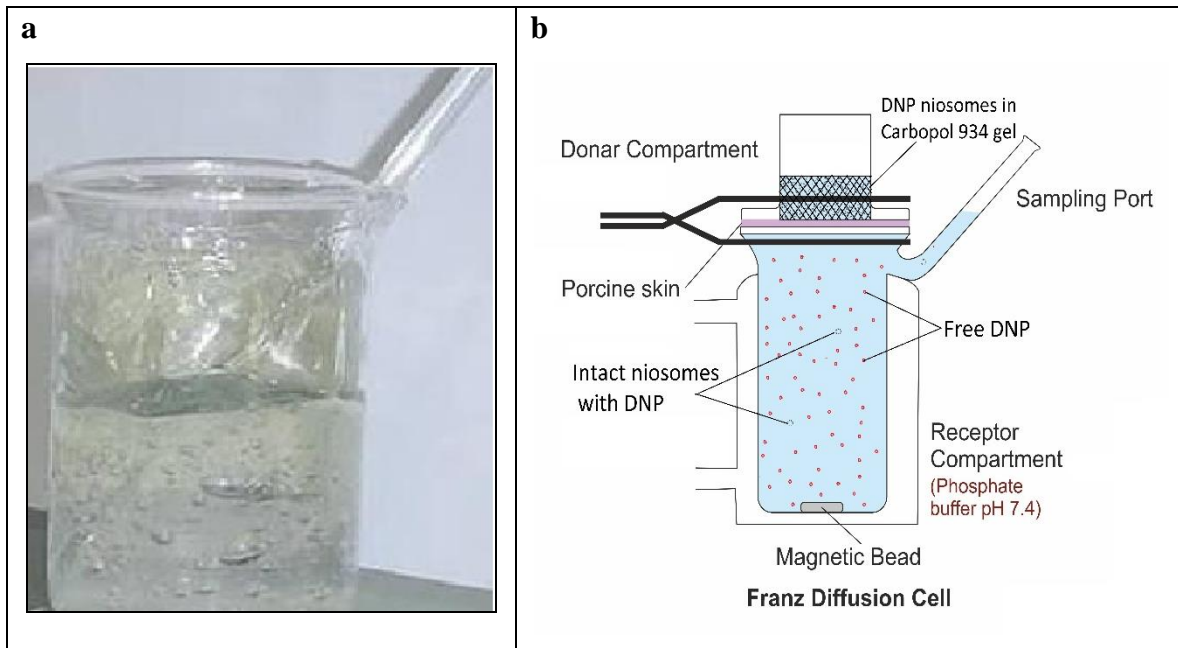 a
b
DNP niosomes in
Carbopol 934 gel
Donar Compartment
Sampling Port
Porcine skin
Free DNP
Intact niosomes
with DNP
Receptor
Compartment
(Phosphate
buffer pH 7.4)
Magnetic Bead
Franz Diffusion Cell